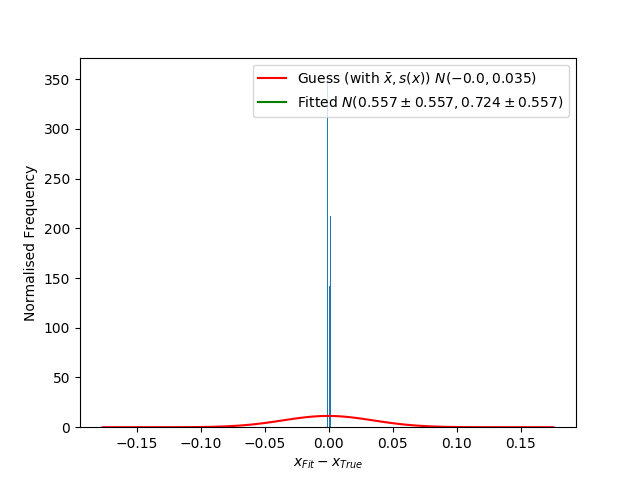 Guess (with x̄, s(x)) N(−0.0, 0.035)
Fitted N(0.557 ± 0.557, 0.724 ± 0.557)
350
300
250
200
150
100
50
0
Normalised Frequency
−0.15 −0.10 −0.05 0.00 0.05 0.10 0.15
x_Fit − x_True